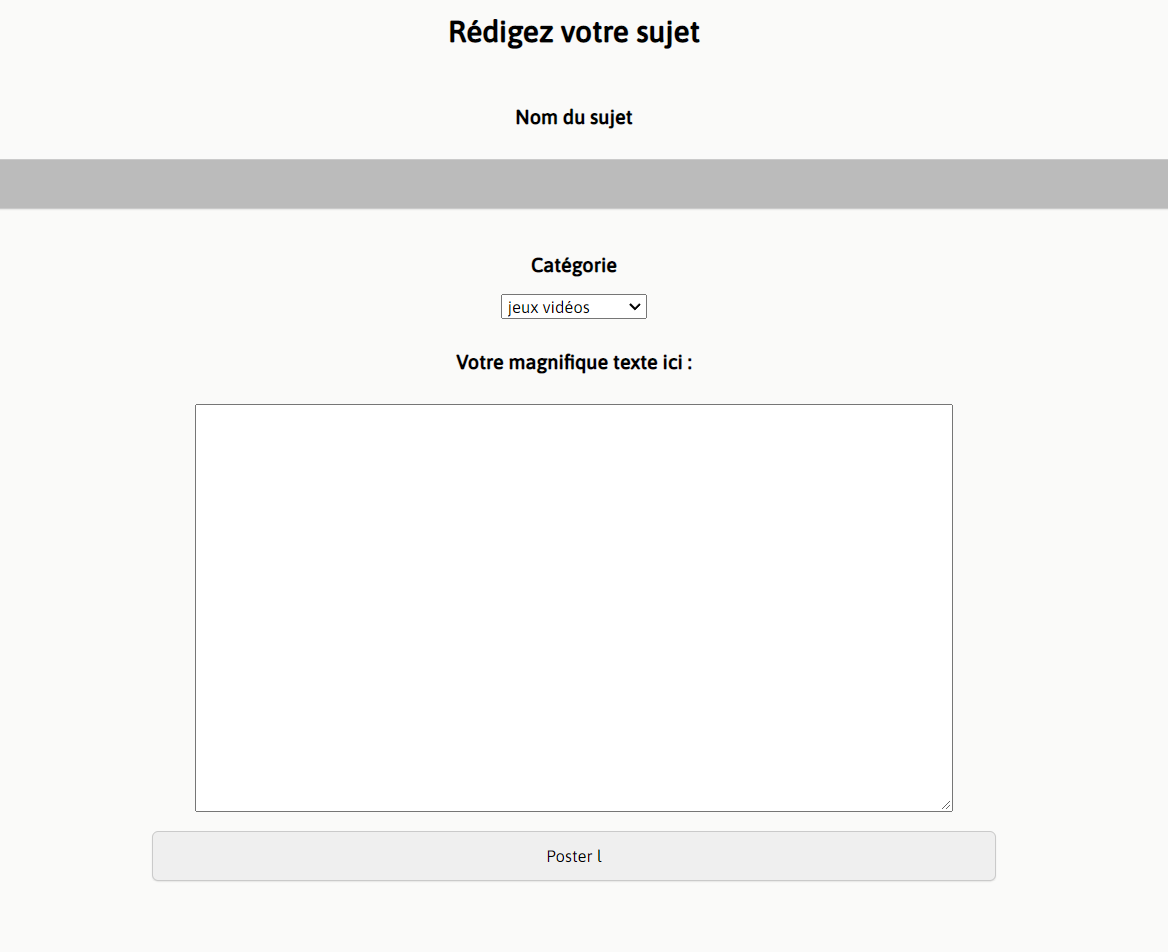 Rédigez votre sujet
Nom du sujet
Catégorie
jeux vidéos
Votre magnifique texte ici :
Poster l